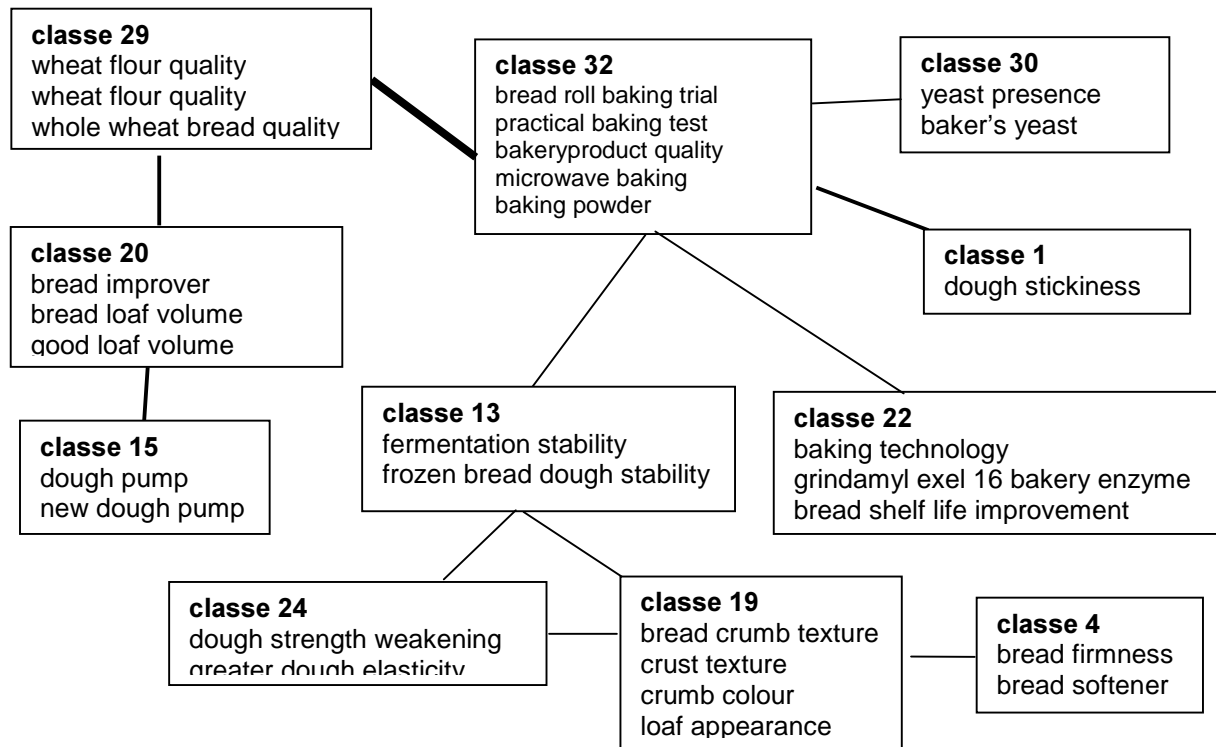 classe 29
wheat flour quality
wheat flour quality
whole wheat bread quality
classe 32
bread roll baking trial
practical baking test
bakeryproduct quality
microwave baking
baking powder
classe 30
yeast presence
baker's yeast
classe 20
bread improver
bread loaf volume
good loaf volume
classe 1
dough stickiness
classe 15
dough pump
new dough pump
classe 13
fermentation stability
frozen bread dough stability
classe 22
baking technology
grindamyl exel 16 bakery enzyme
bread shelf life improvement
classe 24
dough strength weakening
greater dough elasticity
classe 19
bread crumb texture
crust texture
crumb colour
loaf appearance
classe 4
bread firmness
bread softener